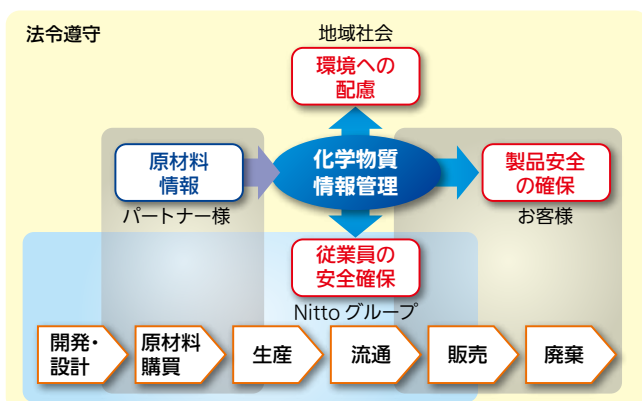 法令遵守
地域社会
環境への
配慮
原材料
情報
パートナー様
化学物質
情報管理
製品安全
の確保
お客様
従業員の
安全確保
Nitto グループ
開発・
設計
原材料
購買
生産
流通
販売
廃棄